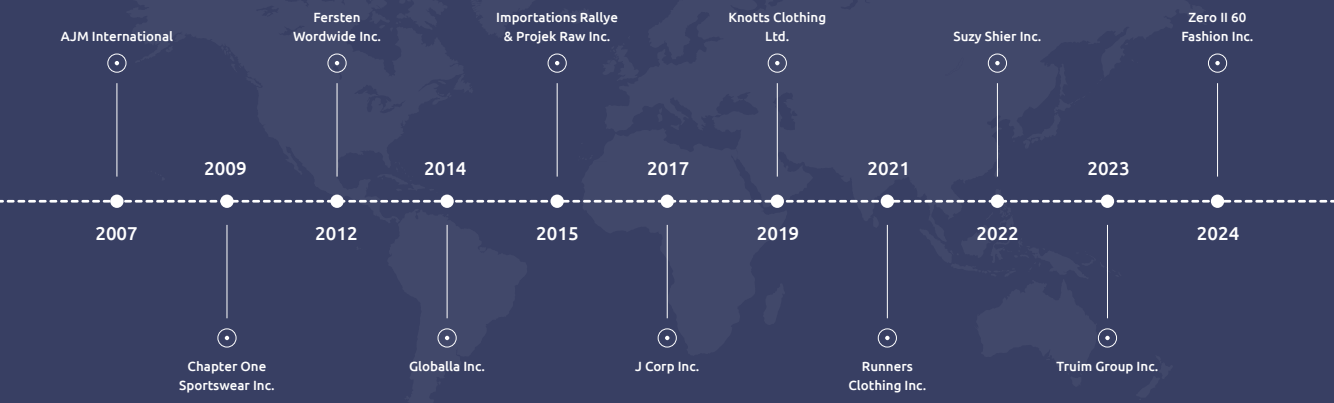 AJM International
Fersten
Wordwide Inc.
Importations Rallye
& Projek Raw Inc.
Knotts Clothing
Ltd.
Suzy Shier Inc.
Zero II 60
Fashion Inc.
2009
2014
2017
2021
2023
2007
2012
2015
2019
2022
2024
Chapter One
Sportswear Inc.
Globalla Inc.
J Corp Inc.
Runners
Clothing Inc.
Truim Group Inc.